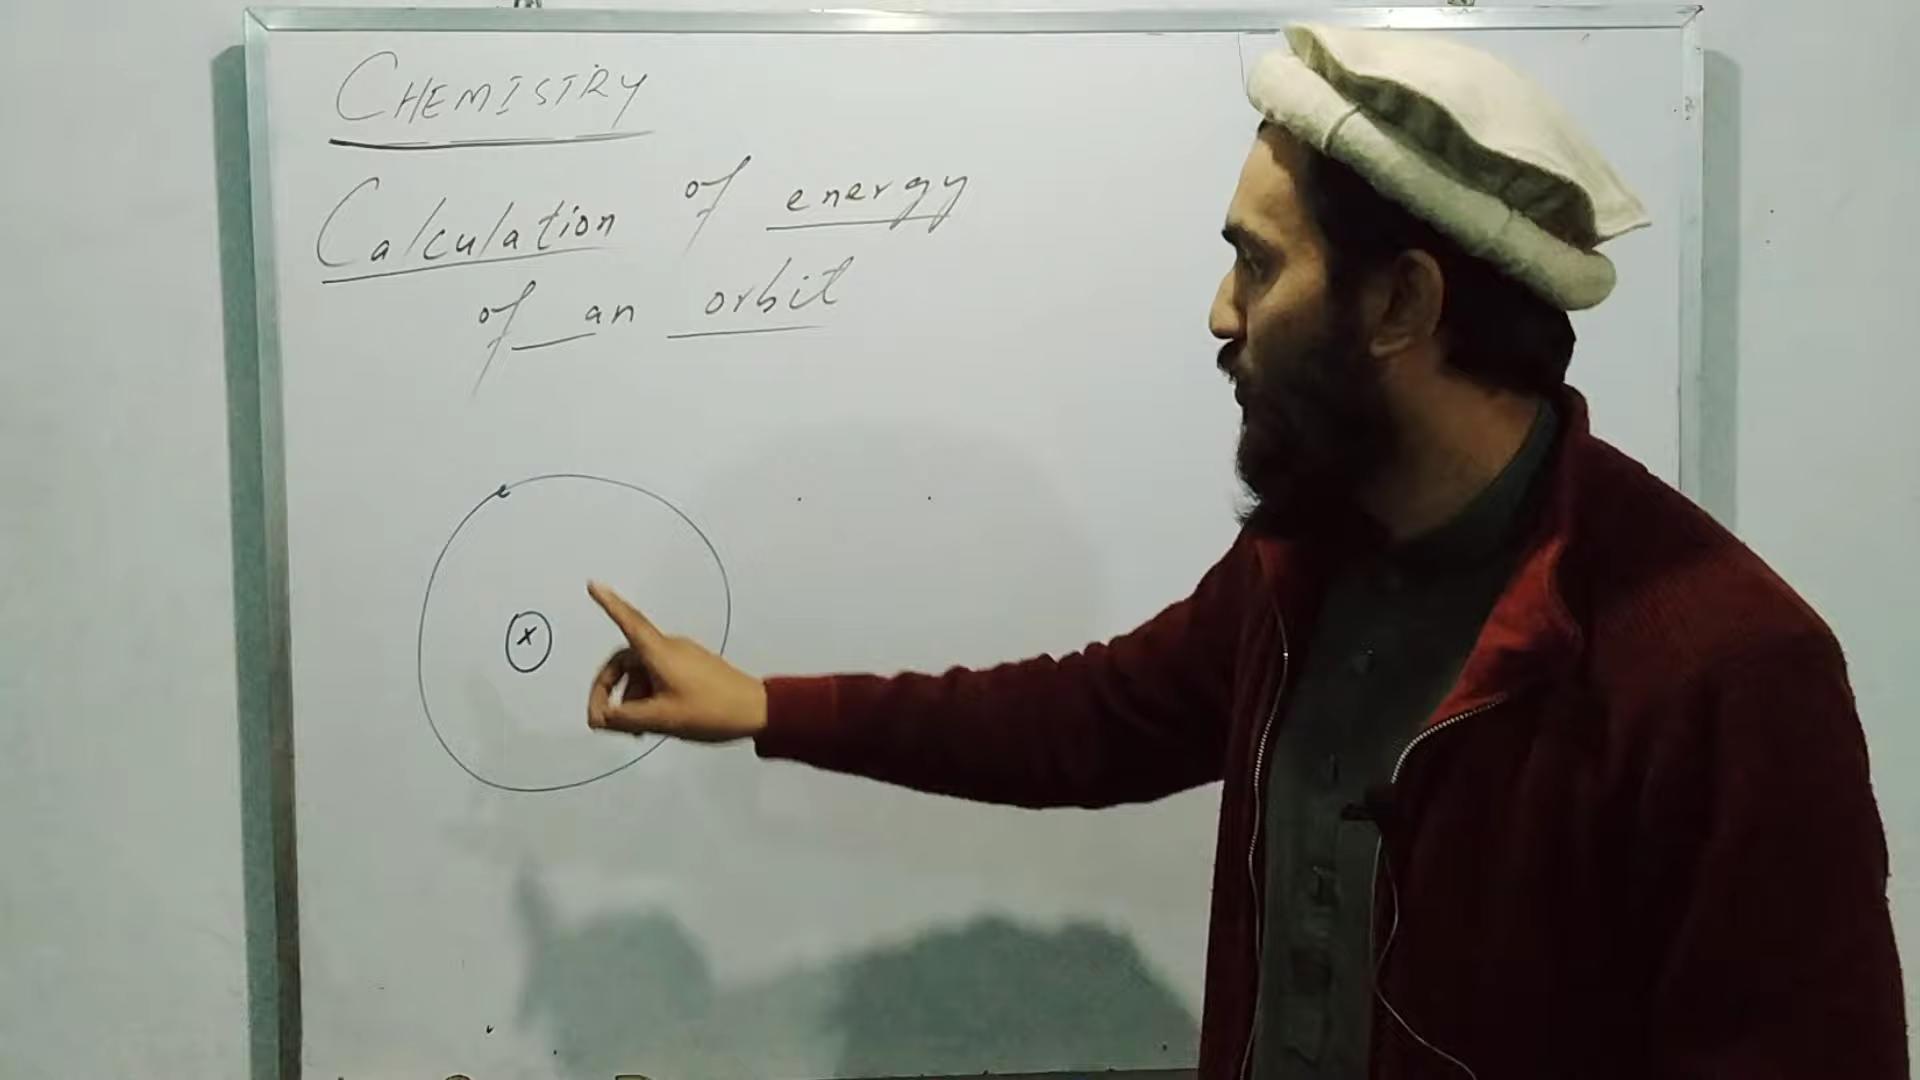 CHEMISTRY
Calculation of energy
of an orbit
x